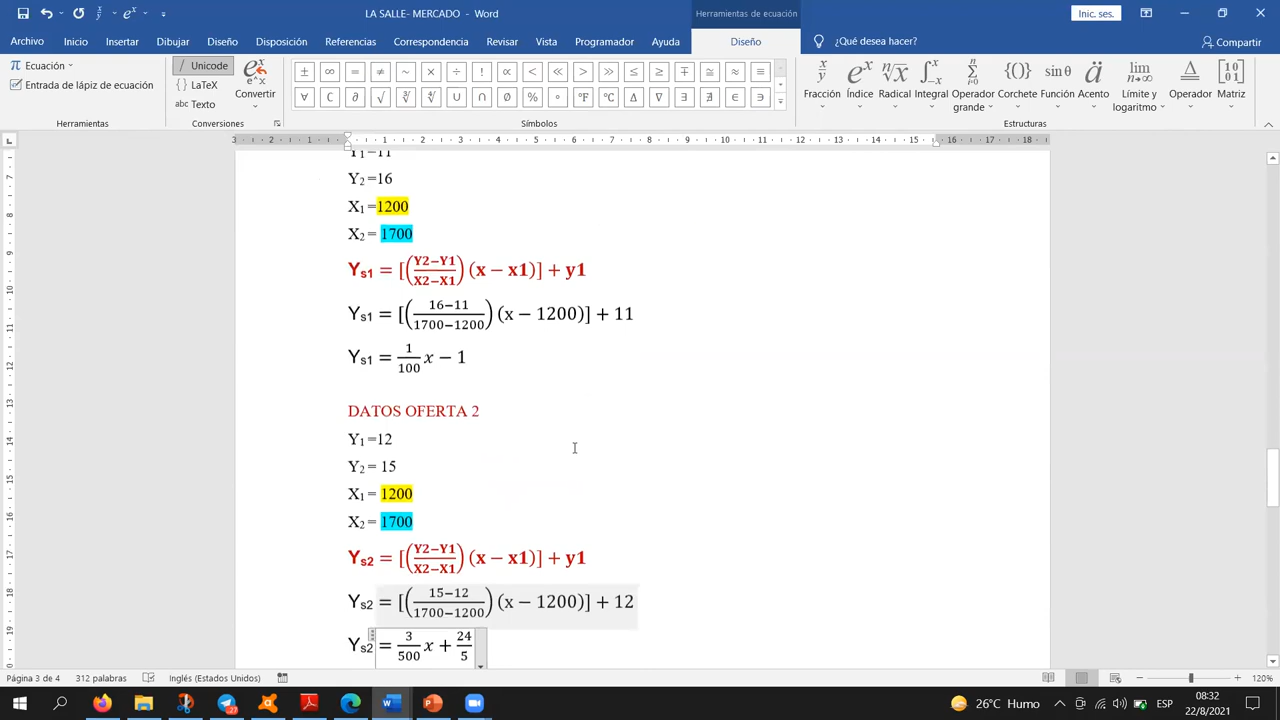 Herramientas de ecuación
Inic. ses.
Archivo Inicio Insertar Dibujar Diseño Disposición Referencias Correspondencia Revisar Vista Programador Ayuda Diseño ¿Qué desea hacer? Compartir
π Ecuación
Unicode
Entrada de lápiz de ecuación
LaTeX
abc Texto
Convertir
± ∞ = ≠ ~ × ÷ ! ∝ < ≪ > ≫ ≤ ≥ ∓ ≅ ≈ ≡
∀ ∁ ∂ √ ∛ ∜ ∪ ∩ ∅ % ° °F °C ∆ ∇ ∃ ∄ ∈ ∋
Fracción Índice Radical Integral Operador grande Corchete Función Acento Límite y logaritmo Operador Matriz
Herramientas Conversiones Símbolos Estructuras
Y1 =11
Y2 =16
X1 =1200
X2 = 1700
Ys1 = [((Y2−Y1)/(X2−X1)) (x − x1)] + y1
Ys1 = [((16−11)/(1700−1200)) (x − 1200)] + 11
Ys1 = 1/100 x − 1
DATOS OFERTA 2
Y1 =12
Y2 = 15
X1 = 1200
X2 = 1700
Ys2 = [((Y2−Y1)/(X2−X1)) (x − x1)] + y1
Ys2 = [((15−12)/(1700−1200)) (x − 1200)] + 12
Ys2 = 3/500 x + 24/5
Página 3 de 4 312 palabras Inglés (Estados Unidos) 120%
26°C Humo ESP 08:32
22/8/2021